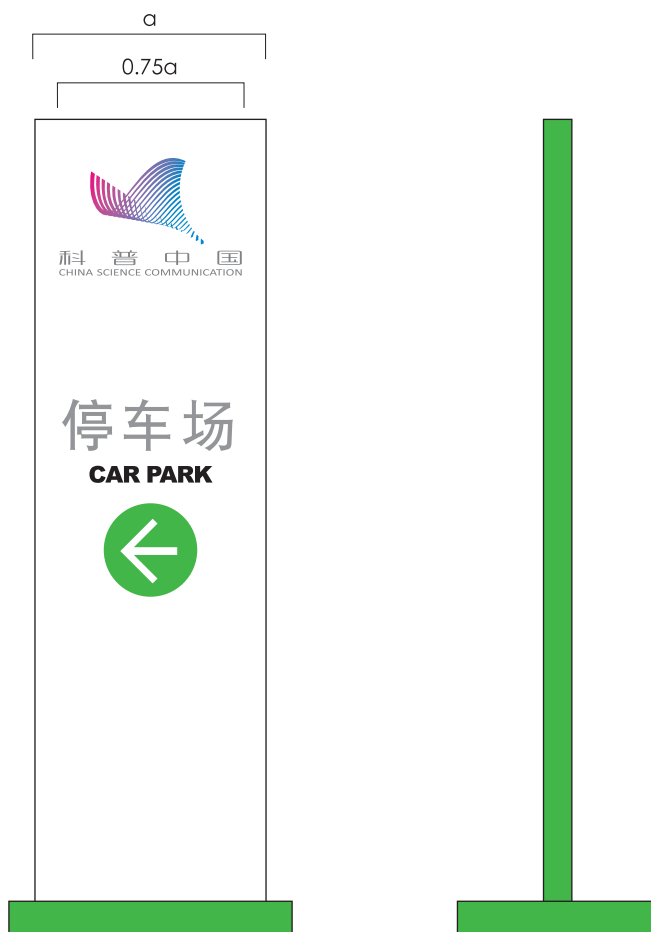 a
0.75a
科普中国
CHINA SCIENCE COMMUNICATION
停车场
CAR PARK